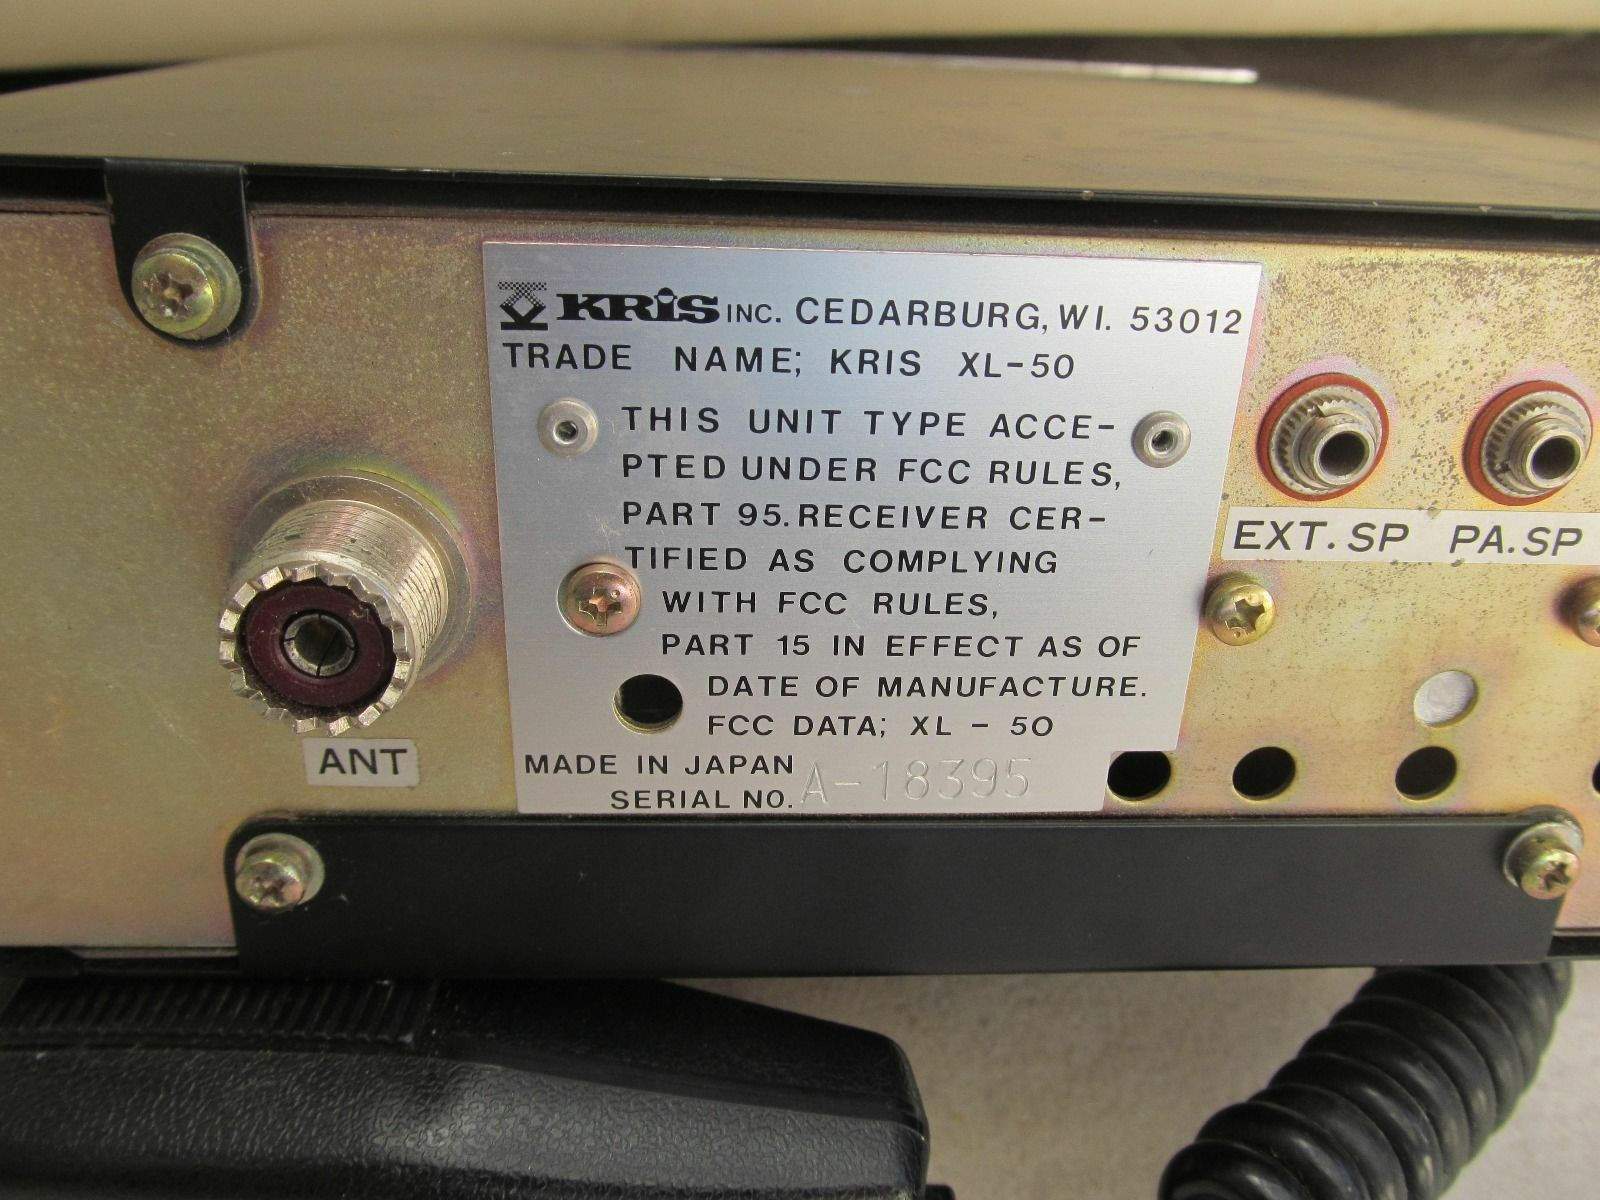 KRIS INC. CEDARBURG, WI. 53012
TRADE NAME; KRIS XL-50
THIS UNIT TYPE ACCE-
PTED UNDER FCC RULES,
PART 95. RECEIVER CER-
TIFIED AS COMPLYING
WITH FCC RULES,
PART 15 IN EFFECT AS OF
DATE OF MANUFACTURE.
FCC DATA; XL - 50
MADE IN JAPAN
SERIAL NO. A-18395
EXT. SP PA. SP
ANT